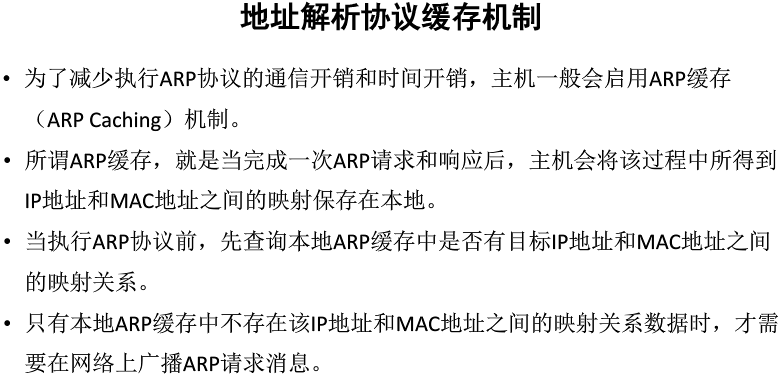 地址解析协议缓存机制
• 为了减少执行ARP协议的通信开销和时间开销，主机一般会启用ARP缓存
（ARP Caching）机制。
• 所谓ARP缓存，就是当完成一次ARP请求和响应后，主机会将该过程中所得到
IP地址和MAC地址之间的映射保存在本地。
• 当执行ARP协议前，先查询本地ARP缓存中是否有目标IP地址和MAC地址之间
的映射关系。
• 只有本地ARP缓存中不存在该IP地址和MAC地址之间的映射关系数据时，才需
要在网络上广播ARP请求消息。